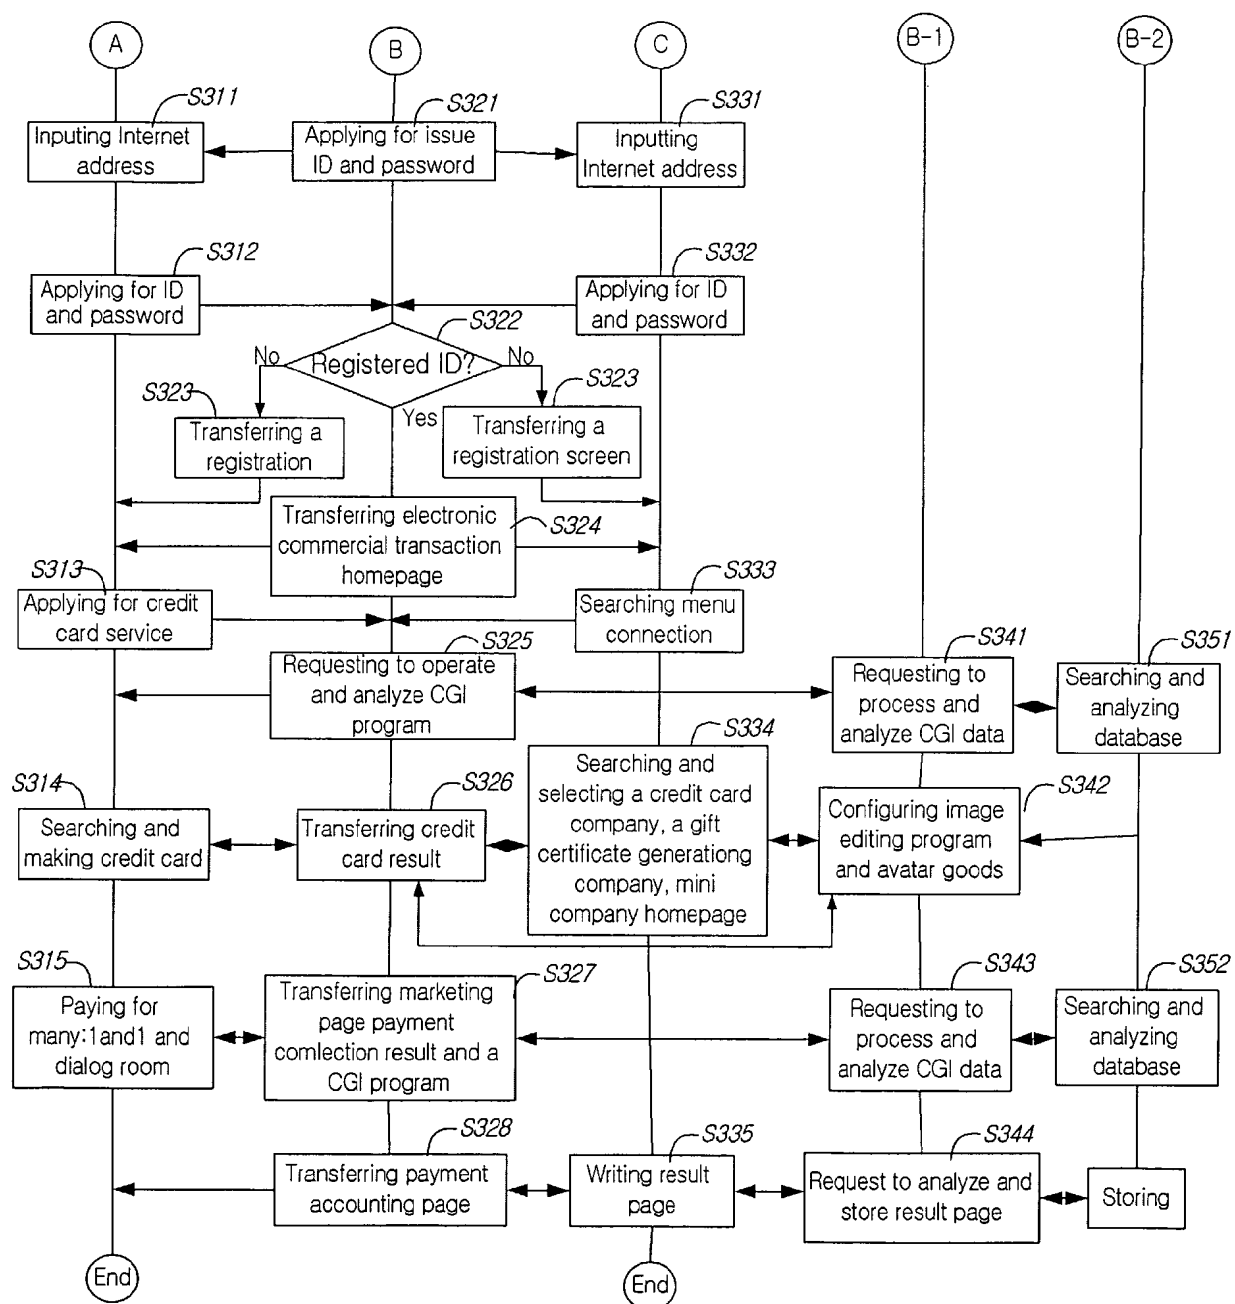 A
B
C
B-1
B-2
S311
S321
S331
Inputing Internet
address
Applying for issue
ID and password
Inputting
Internet address
S312
S332
Applying for ID
and password
Applying for ID
and password
S322
No
Registered ID?
No
S323
S323
Yes
Transferring a
registration
Transferring a
registration screen
Transferring electronic
commercial transaction
homepage
S324
S313
S333
Applying for credit
card service
Searching menu
connection
S325
S341
S351
Requesting to operate
and analyze CGI
program
Requesting to
process and
analyze CGI data
Searching and
analyzing
database
S334
S314
S326
S342
Searching and
making credit card
Transferring credit
card result
Searching and
selecting a credit card
company, a gift
certificate generationg
company, mini
company homepage
Configuring image
editing program
and avatar goods
S315
S327
S343
S352
Paying for
many:1and1 and
dialog room
Transferring marketing
page payment
comlection result and a
CGI program
Requesting to
process and
analyze CGI data
Searching and
analyzing
database
S328
S335
S344
Transferring payment
accounting page
Writing result
page
Request to analyze and
store result page
Storing
End
End